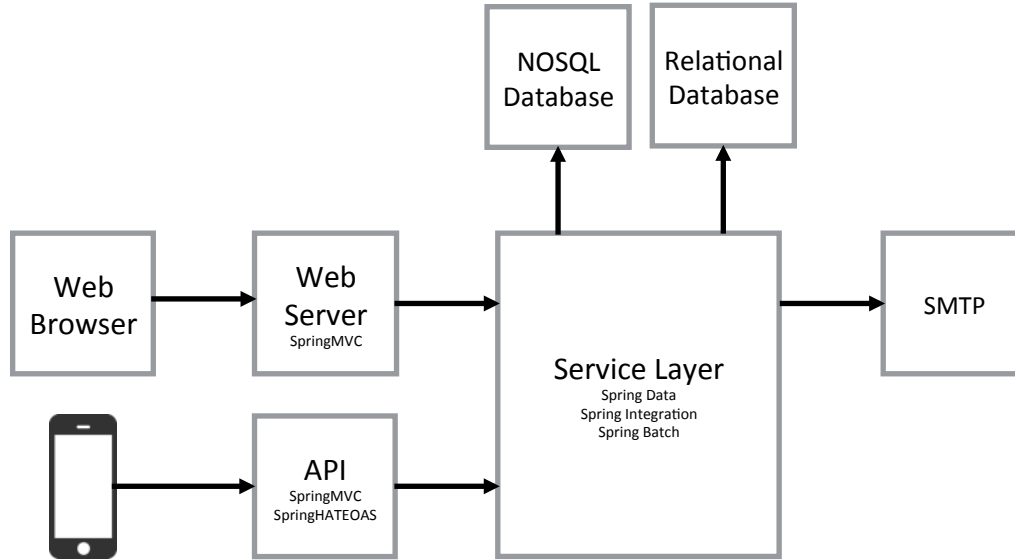 NOSQL
Database
Relational
Database
Web
Browser
Web
Server
SpringMVC
Service Layer
Spring Data
Spring Integration
Spring Batch
SMTP
API
SpringMVC
SpringHATEOAS